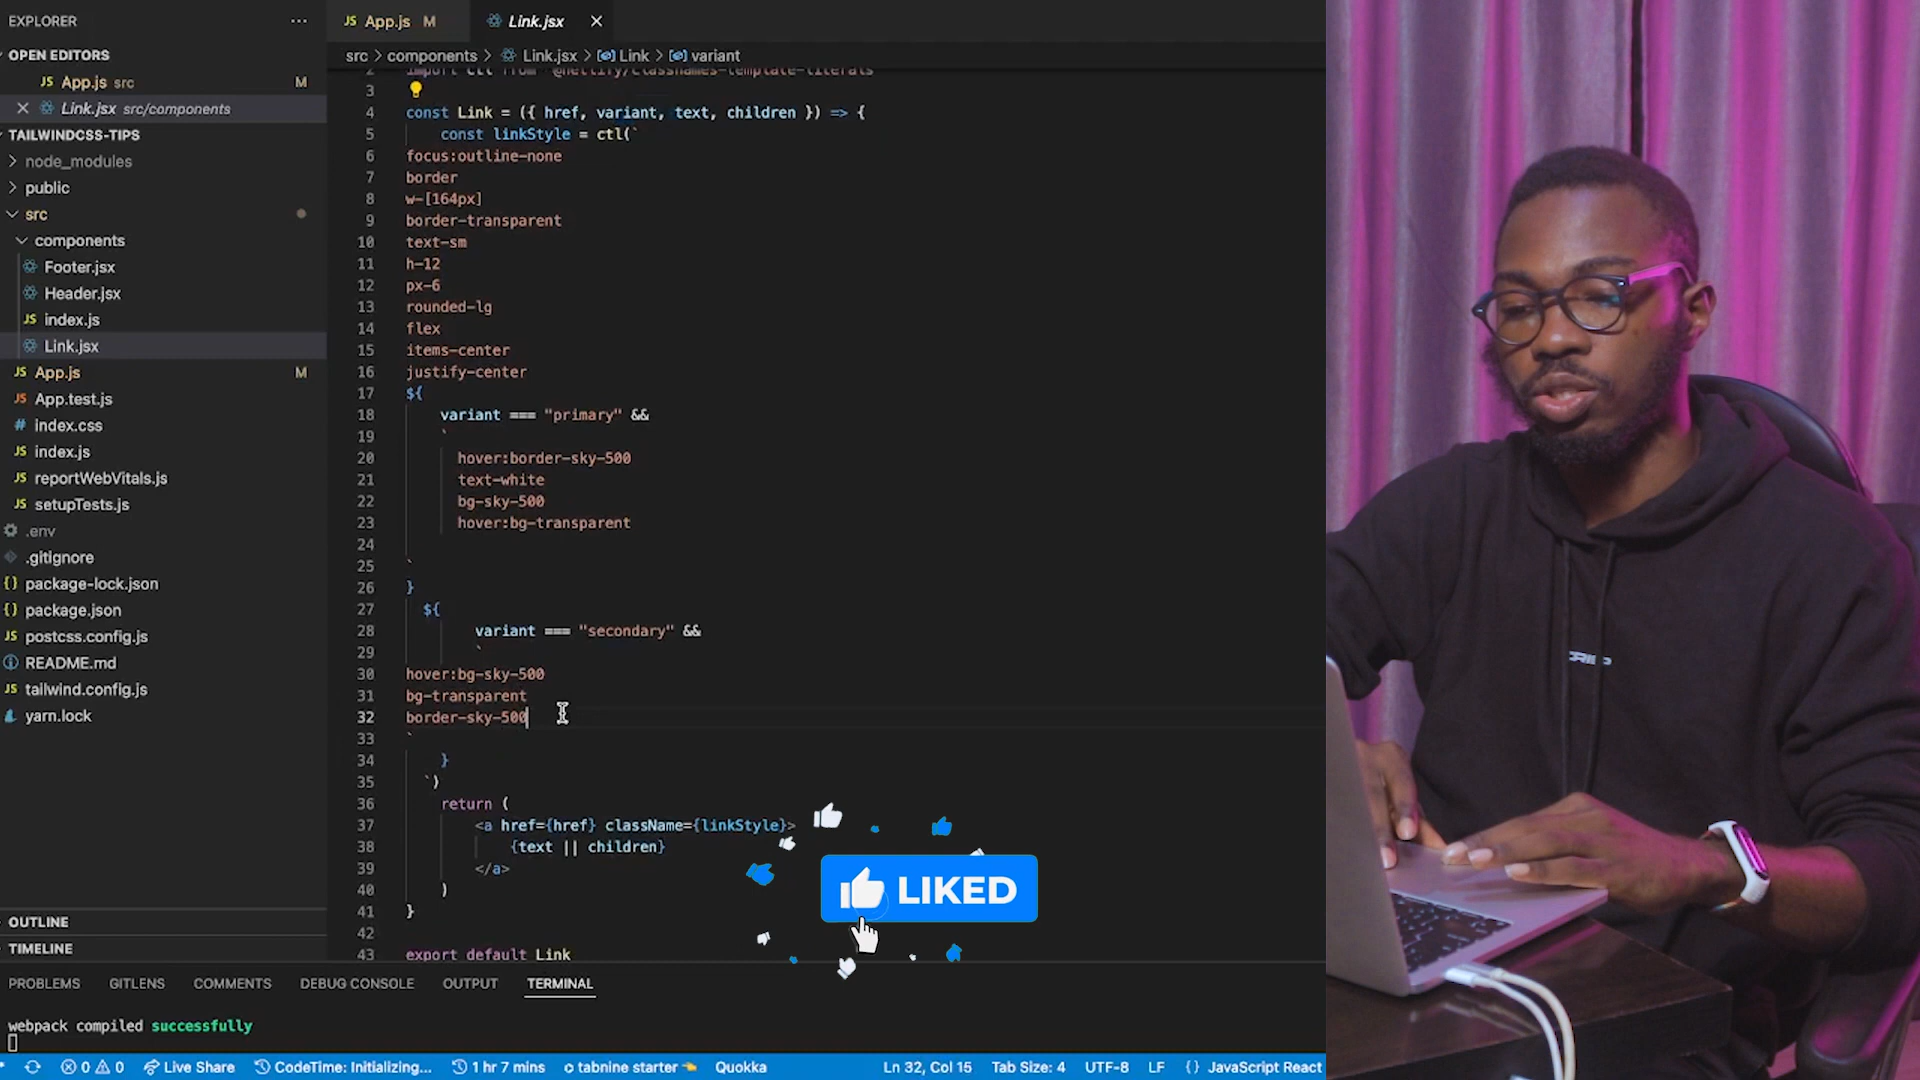 EXPLORER
OPEN EDITORS
App.js src M
Link.jsx src/components
TAILWINDCSS-TIPS
node_modules
public
src
components
Footer.jsx
Header.jsx
index.js
Link.jsx
App.js M
App.test.js
index.css
index.js
reportWebVitals.js
setupTests.js
.env
.gitignore
package-lock.json
package.json
postcss.config.js
README.md
tailwind.config.js
yarn.lock
OUTLINE
TIMELINE
App.js M
Link.jsx
src > components > Link.jsx > Link > variant
2 import ctl from '@netlify/classnames-template-literals'
3
4 const Link = ({ href, variant, text, children }) => {
5 const linkStyle = ctl(`
6 focus:outline-none
7 border
8 w-[164px]
9 border-transparent
10 text-sm
11 h-12
12 px-6
13 rounded-lg
14 flex
15 items-center
16 justify-center
17 ${
18 variant === "primary" &&
19 `
20 hover:border-sky-500
21 text-white
22 bg-sky-500
23 hover:bg-transparent
24
25 `
26 }
27 ${
28 variant === "secondary" &&
29 `
30 hover:bg-sky-500
31 bg-transparent
32 border-sky-500
33 `
34 }
35 `)
36 return (
37 <a href={href} className={linkStyle}>
38 {text || children}
39 </a>
40 )
41 }
42
43 export default Link
LIKED
PROBLEMS GITLENS COMMENTS DEBUG CONSOLE OUTPUT TERMINAL
webpack compiled successfully
0 0 Live Share CodeTime: Initializing... 1 hr 7 mins tabnine starter Quokka Ln 32, Col 15 Tab Size: 4 UTF-8 LF {} JavaScript React